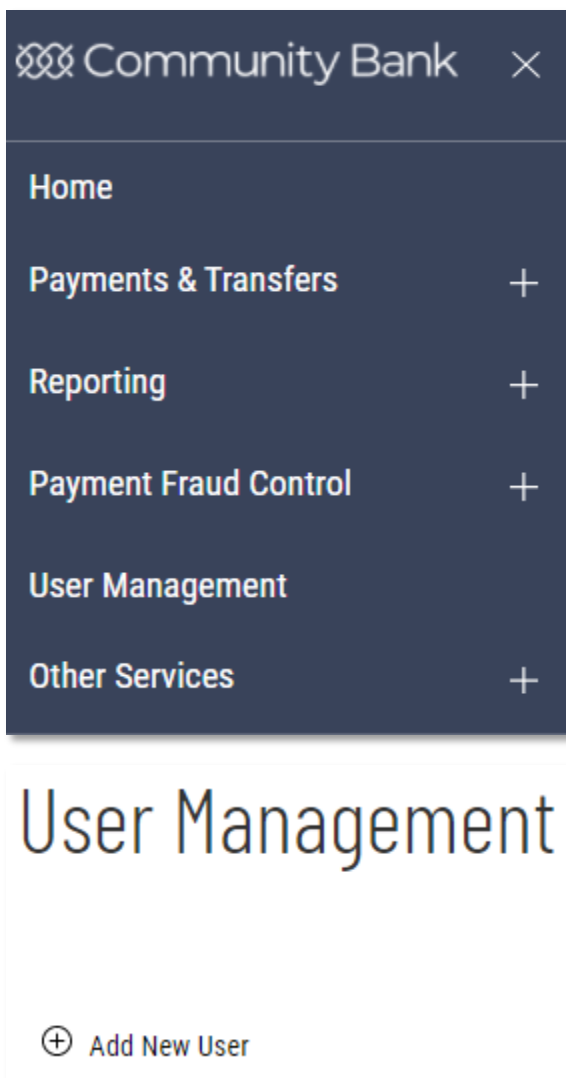 Community Bank
Home
Payments & Transfers
Reporting
Payment Fraud Control
User Management
Other Services
User Management
Add New User